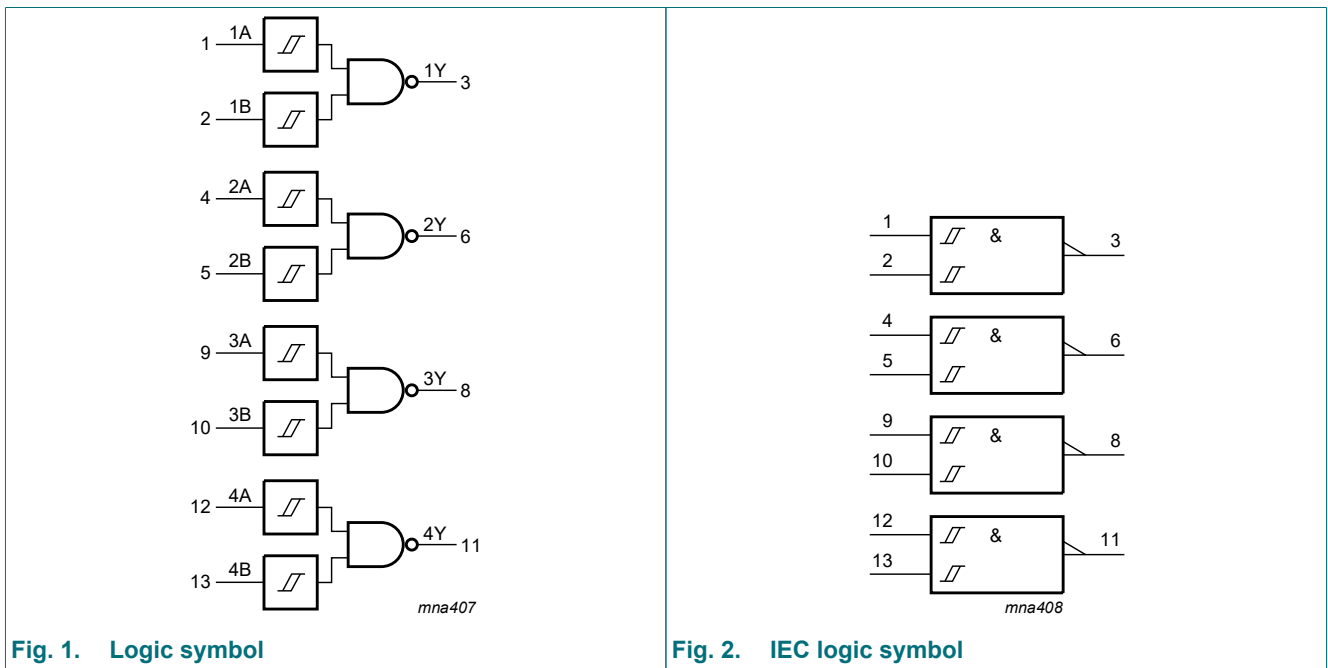 1 1A
1Y 3
2 1B
4 2A
2Y 6
5 2B
9 3A
3Y 8
10 3B
12 4A
4Y 11
13 4B
mna407
Fig. 1. Logic symbol
1 & 3
2
4 & 6
5
9 & 8
10
12 & 11
13
mna408
Fig. 2. IEC logic symbol